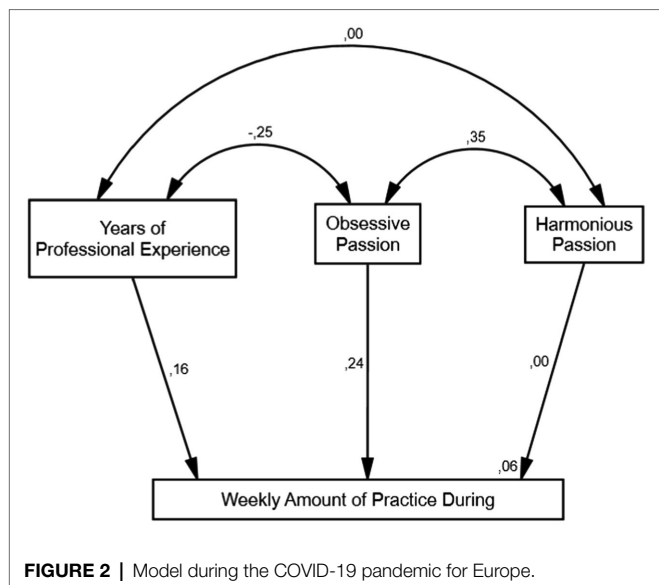 ,00
-,25
,35
Years of
Professional Experience
Obsessive
Passion
Harmonious
Passion
,16
,24
,00
,06
Weekly Amount of Practice During
FIGURE 2 | Model during the COVID-19 pandemic for Europe.